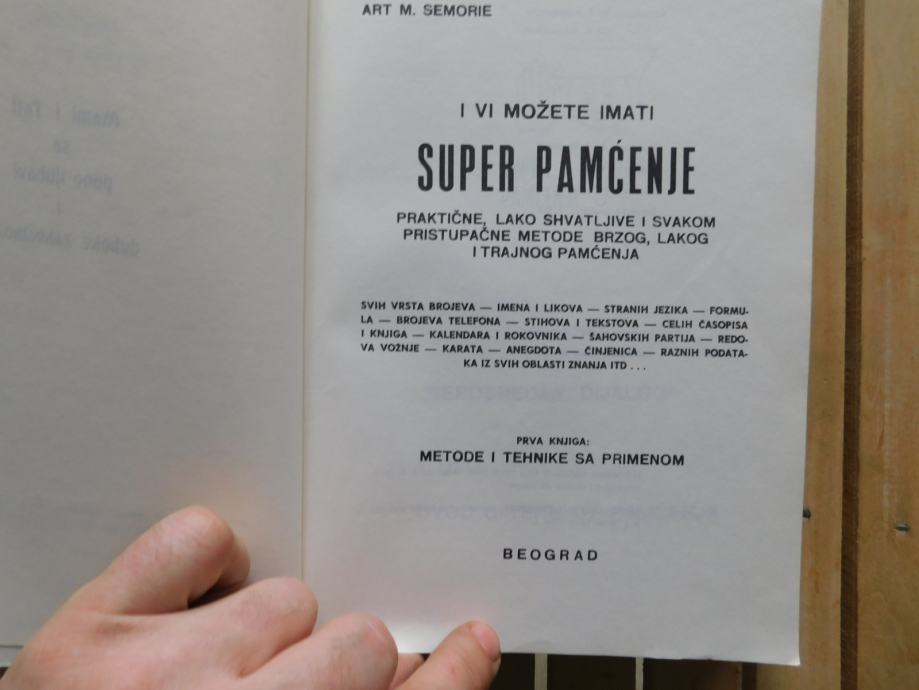 ART M. SEMORIE
I VI MOŽETE IMATI
SUPER PAMĆENJE
PRAKTIČNE, LAKO SHVATLJIVE I SVAKOM
PRISTUPAČNE METODE BRZOG, LAKOG
I TRAJNOG PAMĆENJA
SVIH VRSTA BROJEVA — IMENA I LIKOVA — STRANIH JEZIKA — FORMU-
LA — BROJEVA TELEFONA — STIHOVA I TEKSTOVA — CELIH ČASOPISA
I KNJIGA — KALENDARA I ROKOVNIKA — ŠAHOVSKIH PARTIJA — REDO-
VA VOŽNJE — KARATA — ANEGDOTA — ČINJENICA — RAZNIH PODATA-
KA IZ SVIH OBLASTI ZNANJA ITD . . .
PRVA KNJIGA:
METODE I TEHNIKE SA PRIMENOM
BEOGRAD